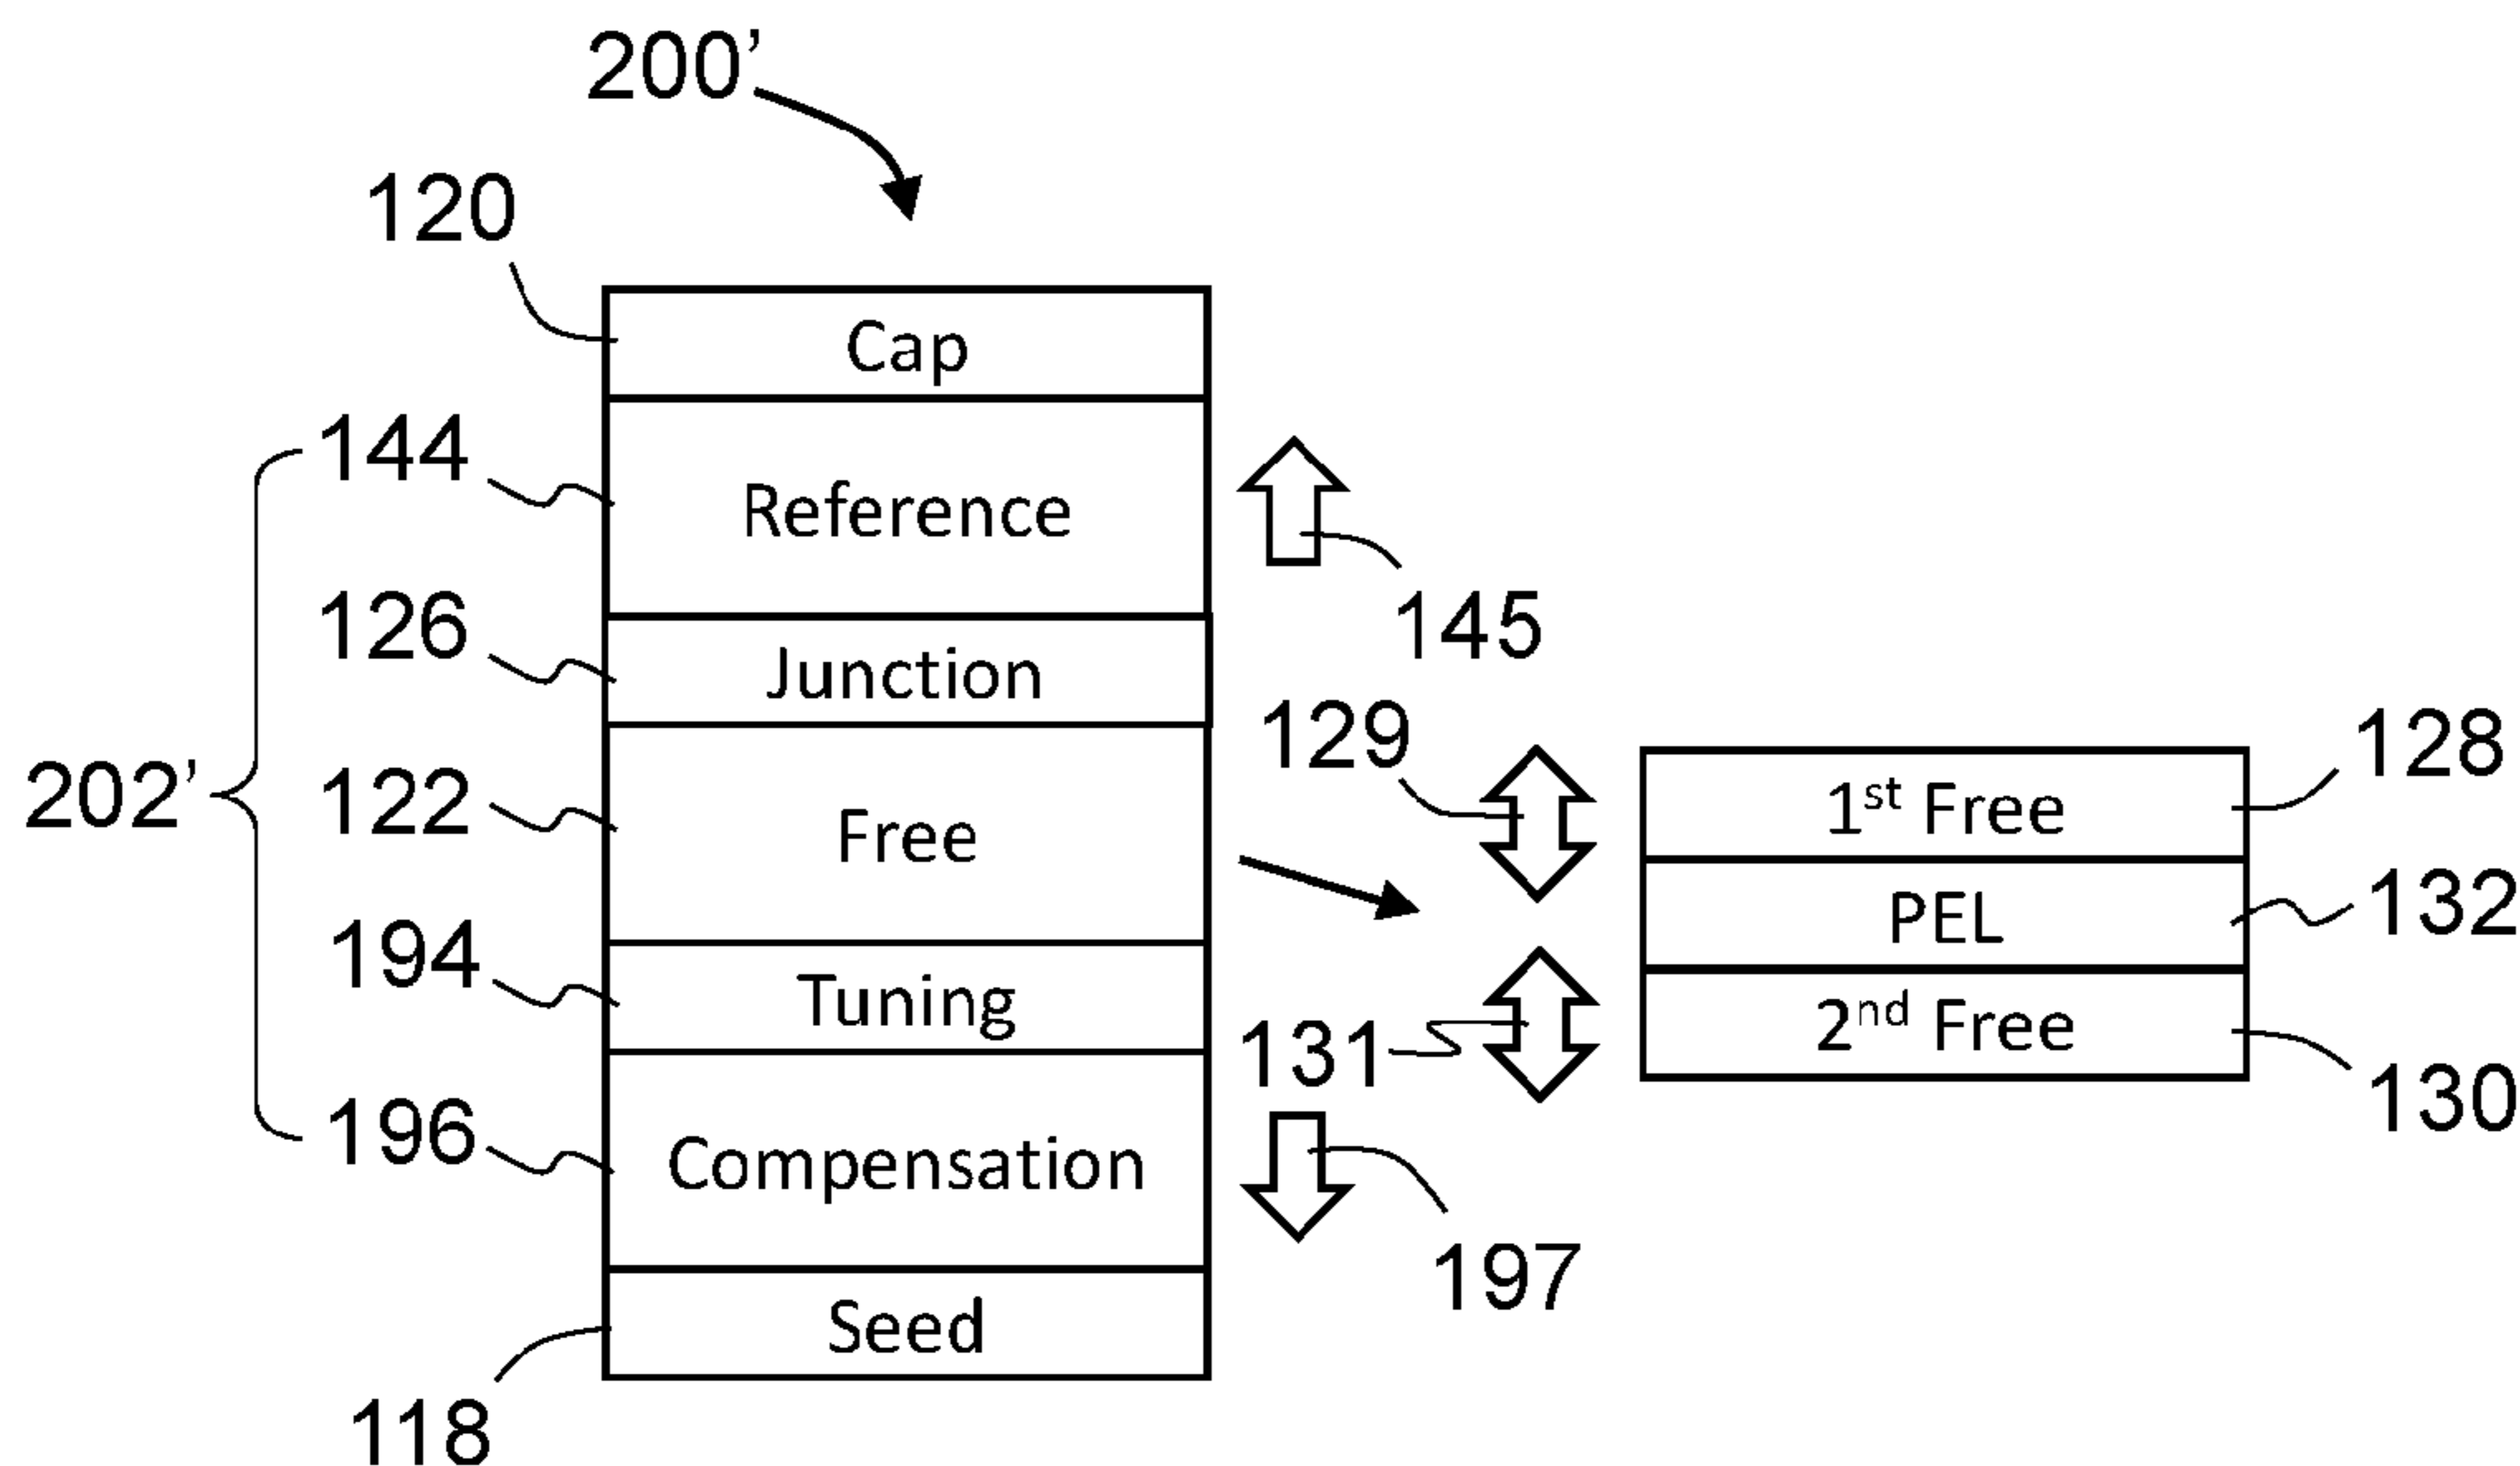 200’
120
Cap
144
Reference
145
126
Junction
129
128
1st Free
202’
122
Free
132
PEL
194
Tuning
131
2nd Free
130
196
Compensation
197
Seed
118